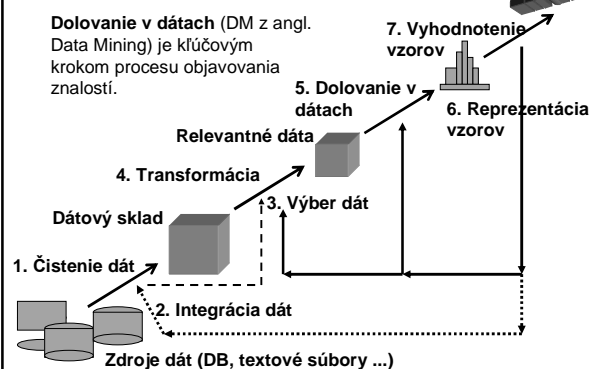 Dolovanie v dátach (DM z angl.
Data Mining) je kľúčovým
krokom procesu objavovania
znalostí.
7. Vyhodnotenie
vzorov
5. Dolovanie v
dátach
6. Reprezentácia
vzorov
Relevantné dáta
4. Transformácia
3. Výber dát
Dátový sklad
1. Čistenie dát
2. Integrácia dát
Zdroje dát (DB, textové súbory ...)